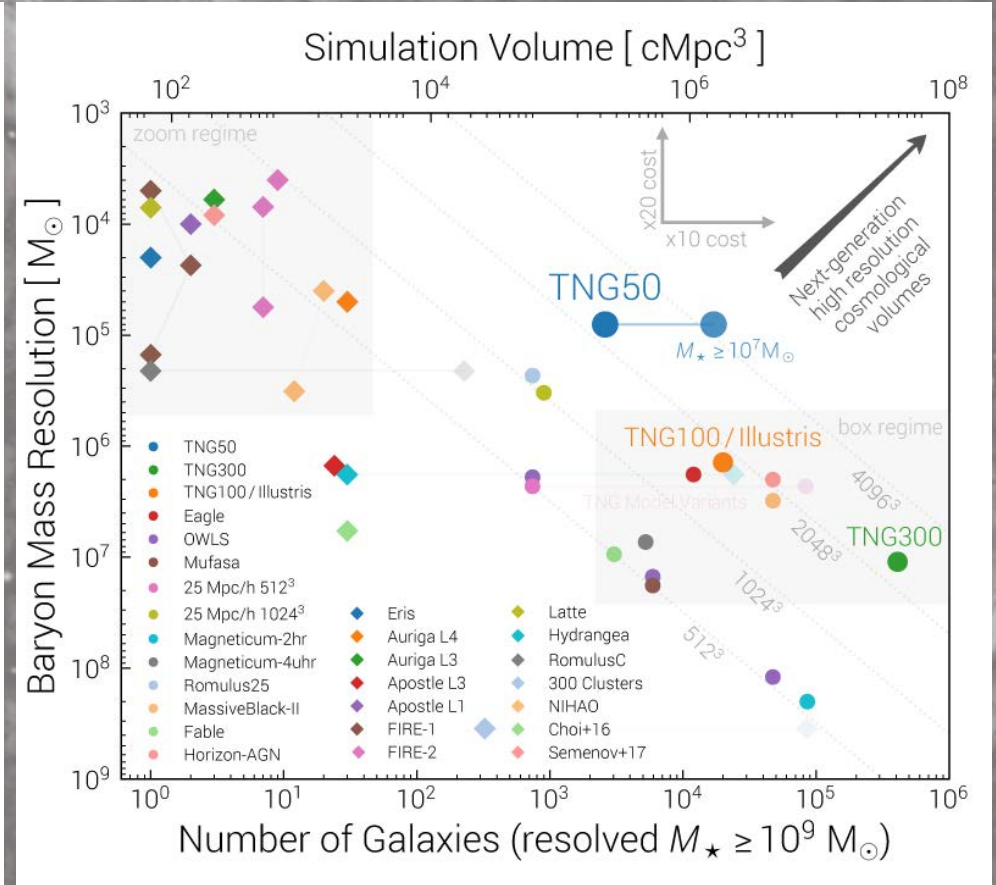 Simulation Volume [ cMpc³ ]
10² 10⁴ 10⁶ 10⁸
Baryon Mass Resolution [ M☉ ]
10³
10⁴
10⁵
10⁶
10⁷
10⁸
10⁹
zoom regime
x20 cost
x10 cost
Next-generation
high resolution
cosmological
volumes
TNG50
M★ ≥ 10⁷ M☉
box regime
TNG100 / Illustris
TNG Model Variants
TNG300
4096³
2048³
1024³
512³
TNG50
TNG300
TNG100 / Illustris
Eagle
OWLS
Mufasa
25 Mpc/h 512³
25 Mpc/h 1024³
Magneticum-2hr
Magneticum-4uhr
Romulus25
MassiveBlack-II
Fable
Horizon-AGN
Eris
Auriga L4
Auriga L3
Apostle L3
Apostle L1
FIRE-1
FIRE-2
Latte
Hydrangea
RomulusC
300 Clusters
NIHAO
Choi+16
Semenov+17
10⁰ 10¹ 10² 10³ 10⁴ 10⁵ 10⁶
Number of Galaxies (resolved M★ ≥ 10⁹ M☉)